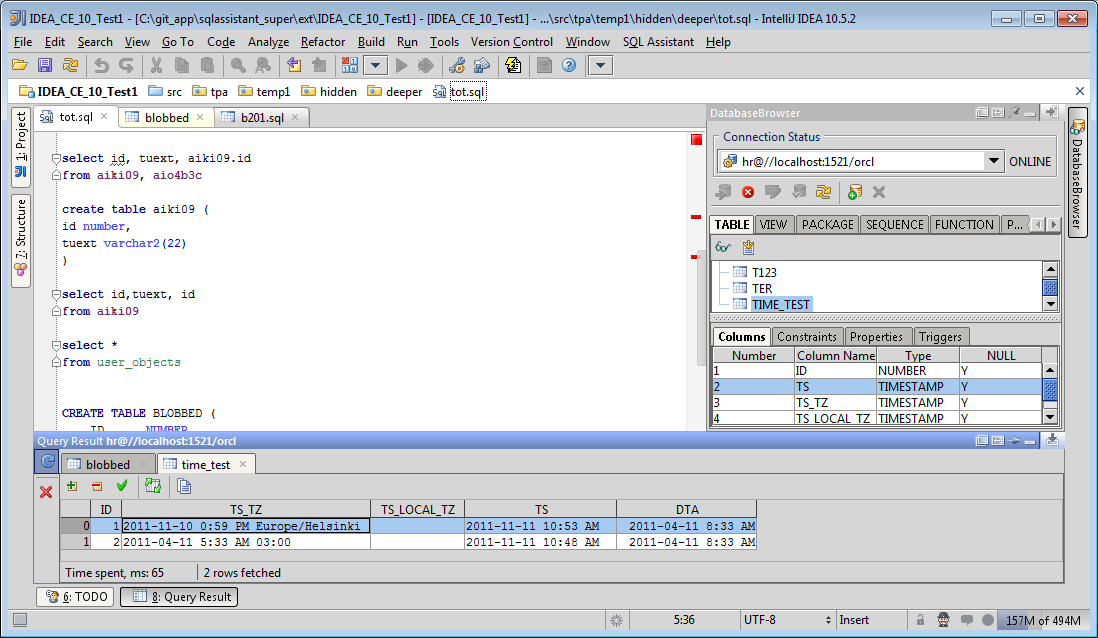 IDEA_CE_10_Test1 - [C:\git_app\sqlassistant_super\ext\IDEA_CE_10_Test1] - [IDEA_CE_10_Test1] - ...\src\tpa\temp1\hidden\deeper\tot.sql - IntelliJ IDEA 10.5.2
File Edit Search View Go To Code Analyze Refactor Build Run Tools Version Control Window SQL Assistant Help
IDEA_CE_10_Test1 src tpa temp1 hidden deeper tot.sql
1: Project
7: Structure
tot.sql blobbed b201.sql
select id, tuext, aiki09.id
from aiki09, aio4b3c
create table aiki09 (
id number,
tuext varchar2(22)
)
select id,tuext, id
from aiki09
select *
from user_objects
CREATE TABLE BLOBBED (
ID NUMBER
DatabaseBrowser
Connection Status
hr@//localhost:1521/orcl ONLINE
TABLE VIEW PACKAGE SEQUENCE FUNCTION P...
T123
TER
TIME_TEST
Columns Constraints Properties Triggers
Number Column Name Type NULL
1 ID NUMBER Y
2 TS TIMESTAMP Y
3 TS_TZ TIMESTAMP Y
4 TS_LOCAL_TZ TIMESTAMP Y
DatabaseBrowser
Query Result hr@//localhost:1521/orcl
blobbed time_test
ID TS_TZ TS_LOCAL_TZ TS DTA
0 1 2011-11-10 0:59 PM Europe/Helsinki 2011-11-11 10:53 AM 2011-04-11 8:33 AM
1 2 2011-04-11 5:33 AM 03:00 2011-11-11 10:48 AM 2011-04-11 8:33 AM
Time spent, ms: 65 2 rows fetched
6: TODO 8: Query Result
5:36 UTF-8 Insert 157M of 494M